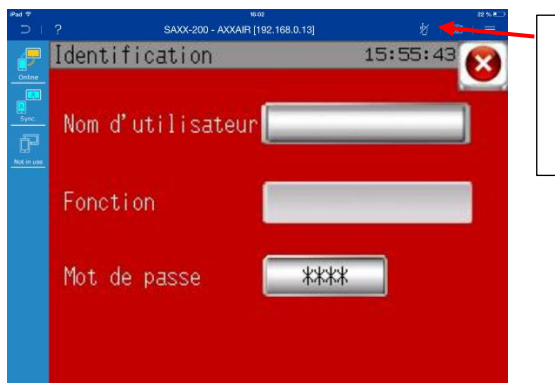 iPad 16:02 22 %
? SAXX-200 - AXXAIR [192.168.0.13]
Identification 15:55:43
Online
Sync.
Not in use
Nom d'utilisateur
Fonction
Mot de passe ****